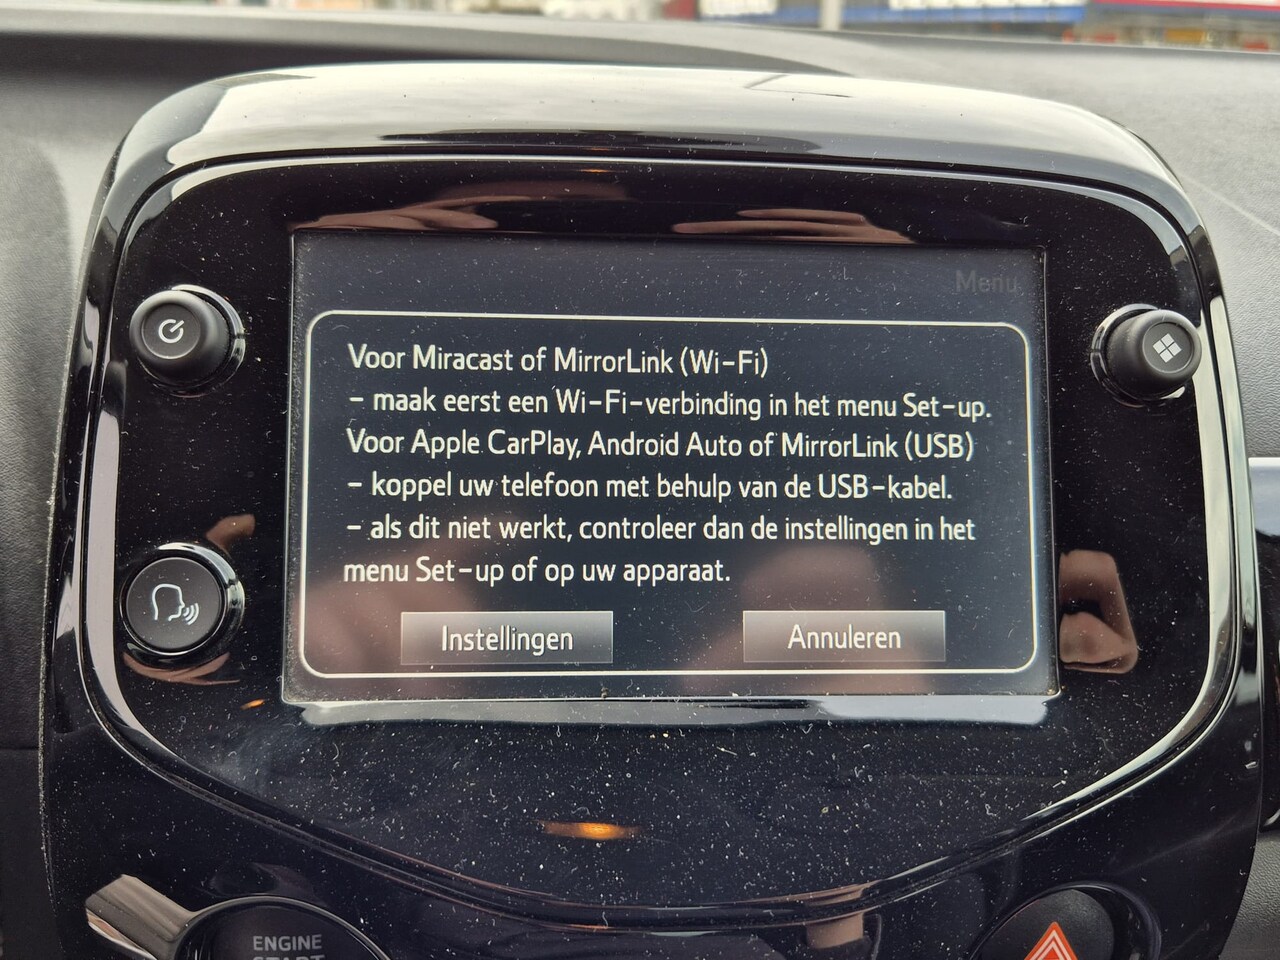 Menu
Voor Miracast of MirrorLink (Wi-Fi)
- maak eerst een Wi-Fi-verbinding in het menu Set-up.
Voor Apple CarPlay, Android Auto of MirrorLink (USB)
- koppel uw telefoon met behulp van de USB-kabel.
- als dit niet werkt, controleer dan de instellingen in het
menu Set-up of op uw apparaat.
Instellingen
Annuleren
ENGINE
START